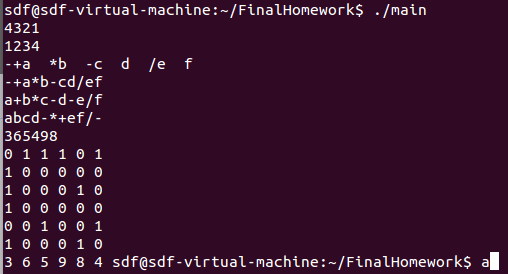 sdf@sdf-virtual-machine:~/FinalHomework$ ./main
4321
1234
-+a  *b  -c  d  /e  f
-+a*b-cd/ef
a+b*c-d-e/f
abcd-*+ef/-
365498
0 1 1 1 0 1
1 0 0 0 0 0
1 0 0 0 1 0
1 0 0 0 0 0
0 0 1 0 0 1
1 0 0 0 1 0
3 6 5 9 8 4 sdf@sdf-virtual-machine:~/FinalHomework$ a